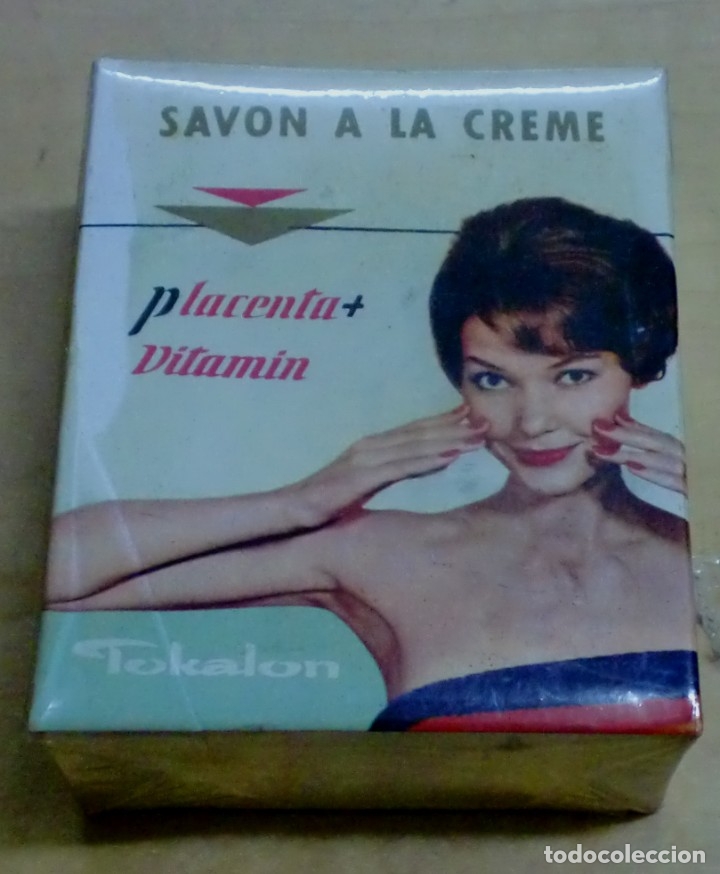 SAVON A LA CREME
placenta+
Vitamin
Tokalon
todocoleccion